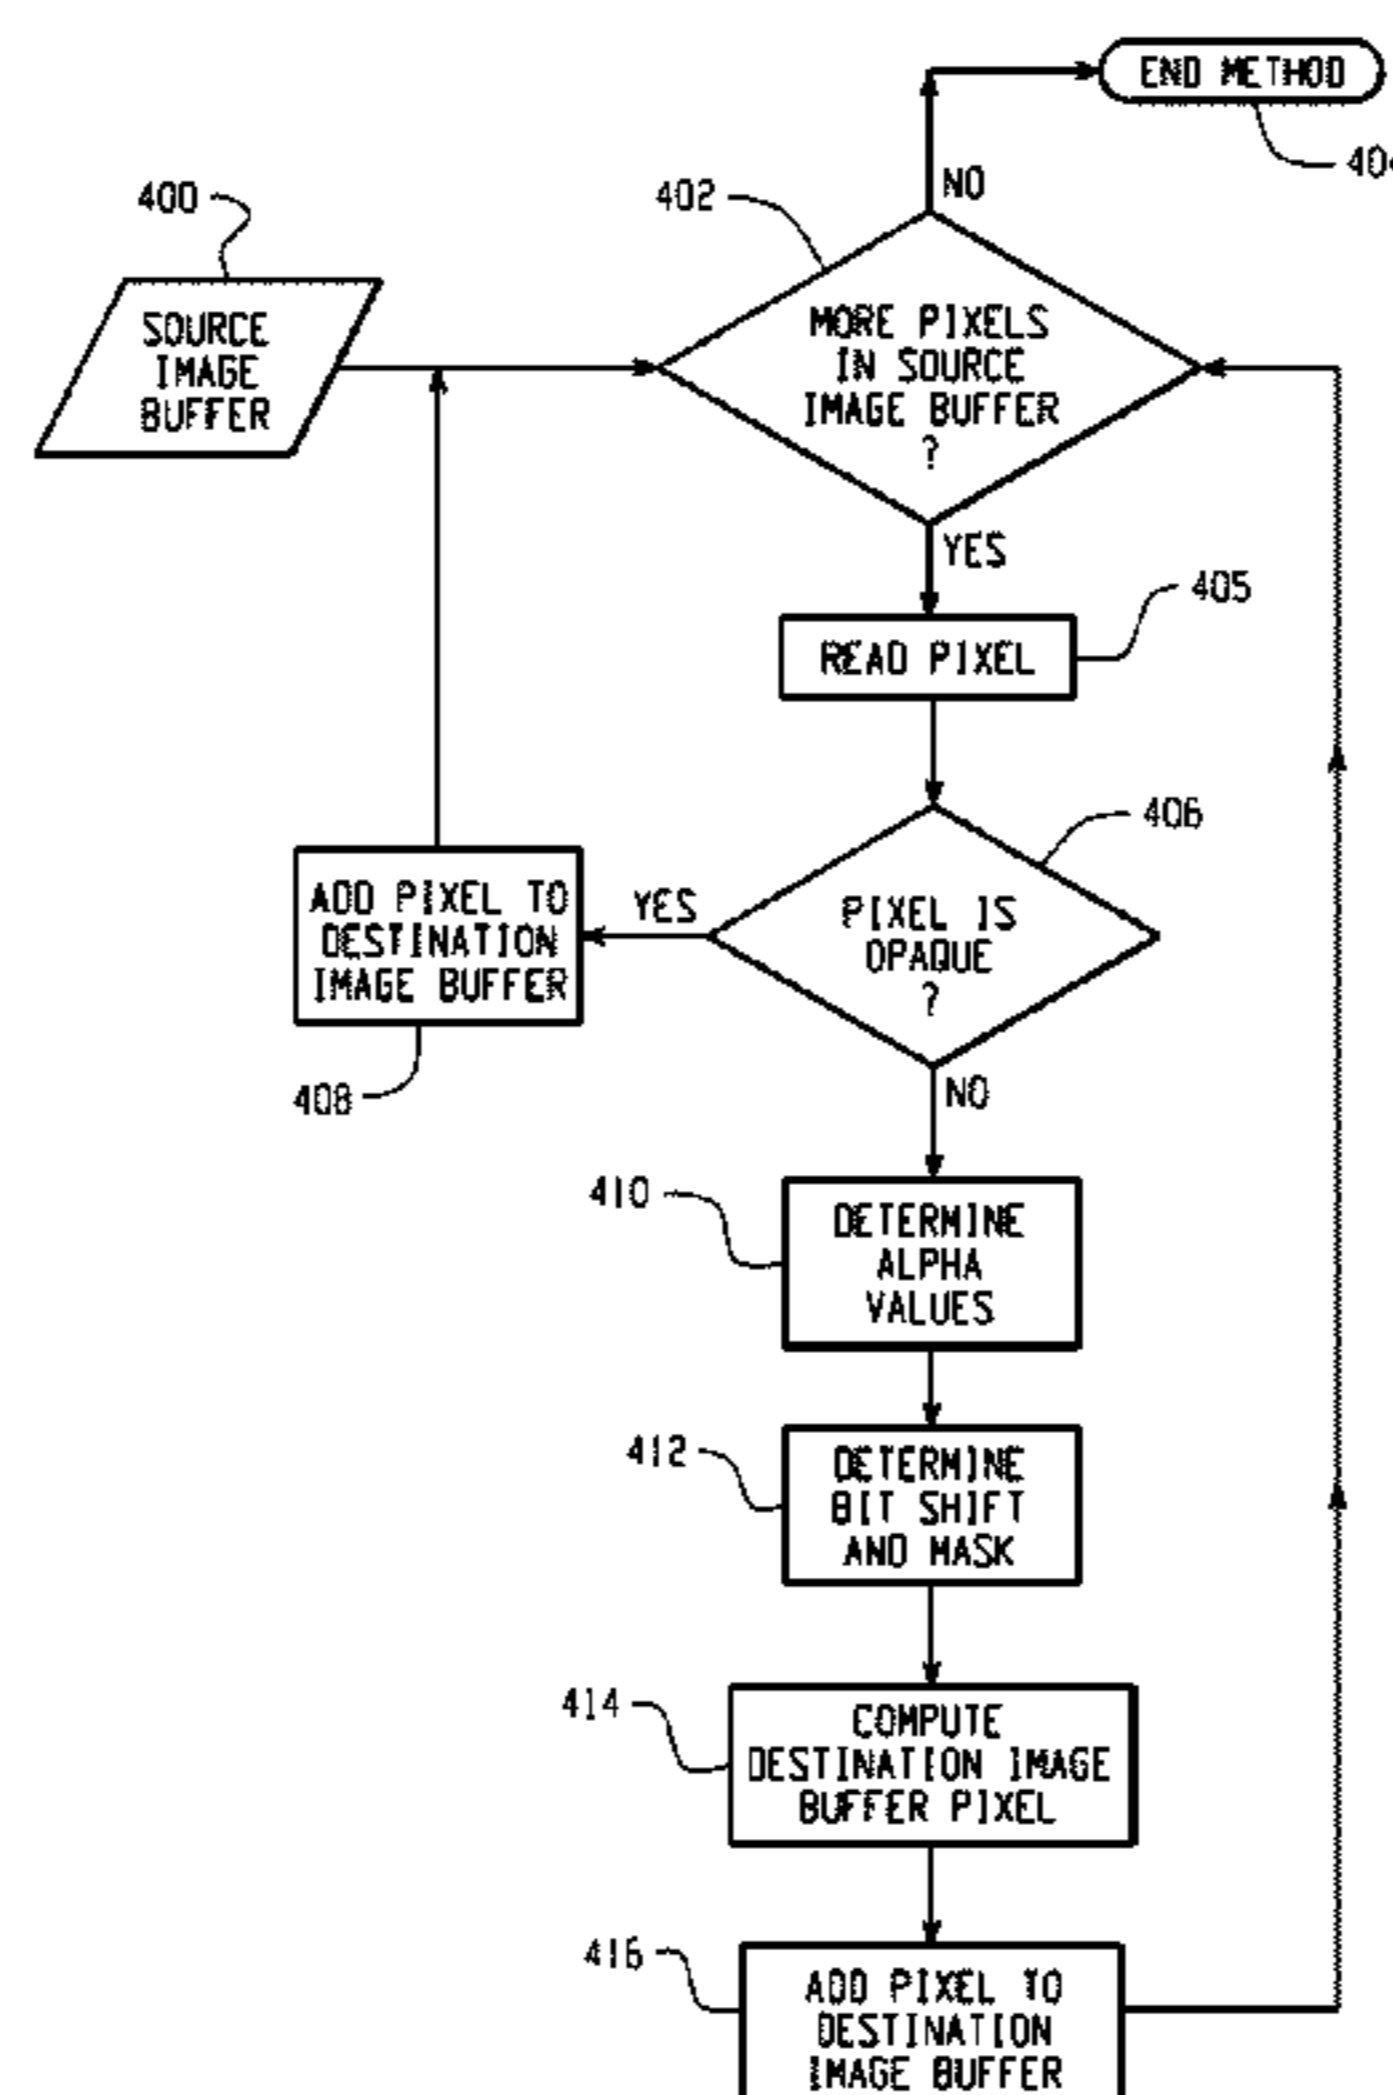 END METHOD
400
402
NO
SOURCE
IMAGE
BUFFER
MORE PIXELS
IN SOURCE
IMAGE BUFFER
?
YES
405
READ PIXEL
406
ADD PIXEL TO
DESTINATION
IMAGE BUFFER
YES
PIXEL IS
OPAQUE
?
408
NO
410
DETERMINE
ALPHA
VALUES
412
DETERMINE
BIT SHIFT
AND MASK
414
COMPUTE
DESTINATION IMAGE
BUFFER PIXEL
416
ADD PIXEL TO
DESTINATION
IMAGE BUFFER